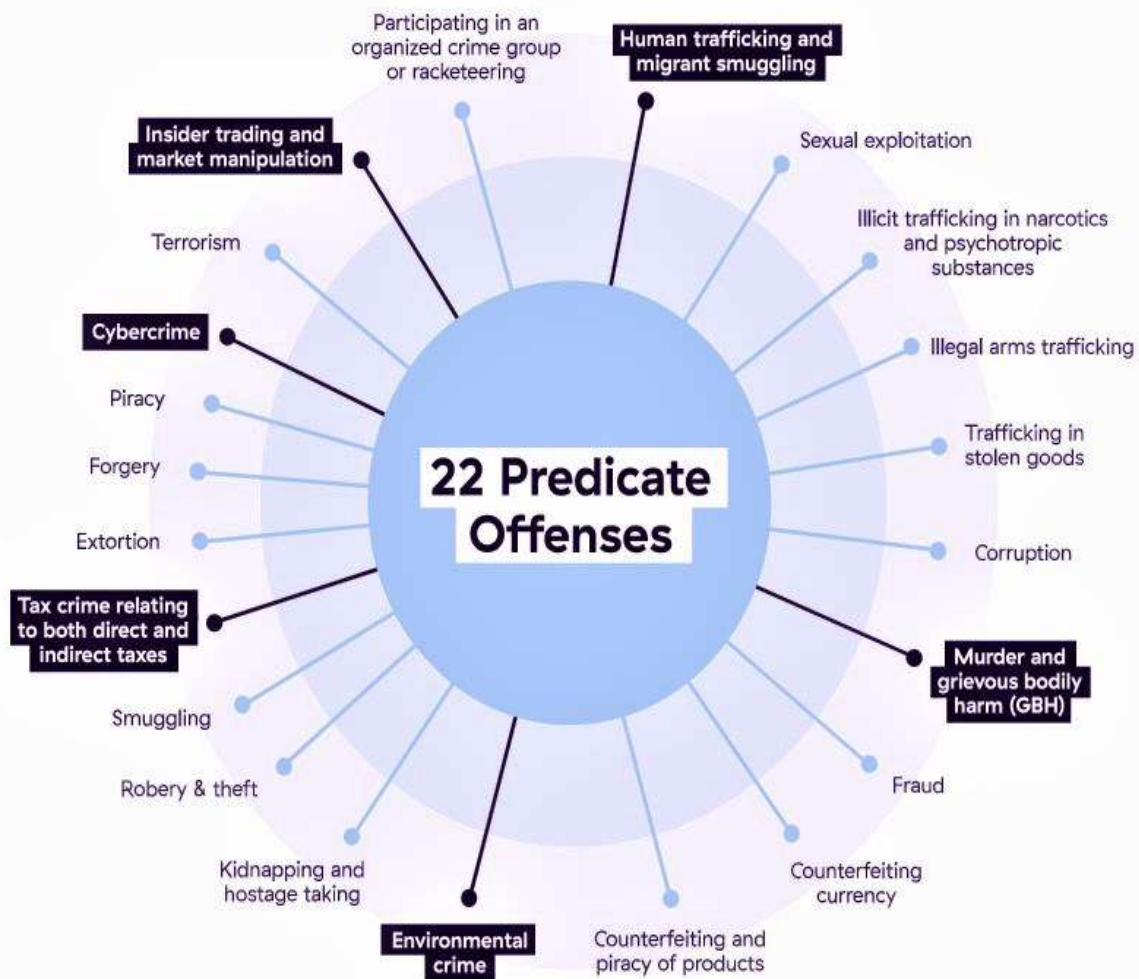 22 Predicate
Offenses
Participating in an
organized crime group
or racketeering
Human trafficking and
migrant smuggling
Sexual exploitation
Illicit trafficking in narcotics
and psychotropic
substances
Illegal arms trafficking
Trafficking in
stolen goods
Corruption
Murder and
grievous bodily
harm (GBH)
Fraud
Counterfeiting
currency
Counterfeiting and
piracy of products
Environmental
crime
Kidnapping and
hostage taking
Robery & theft
Smuggling
Tax crime relating
to both direct and
indirect taxes
Extortion
Forgery
Piracy
Cybercrime
Terrorism
Insider trading and
market manipulation